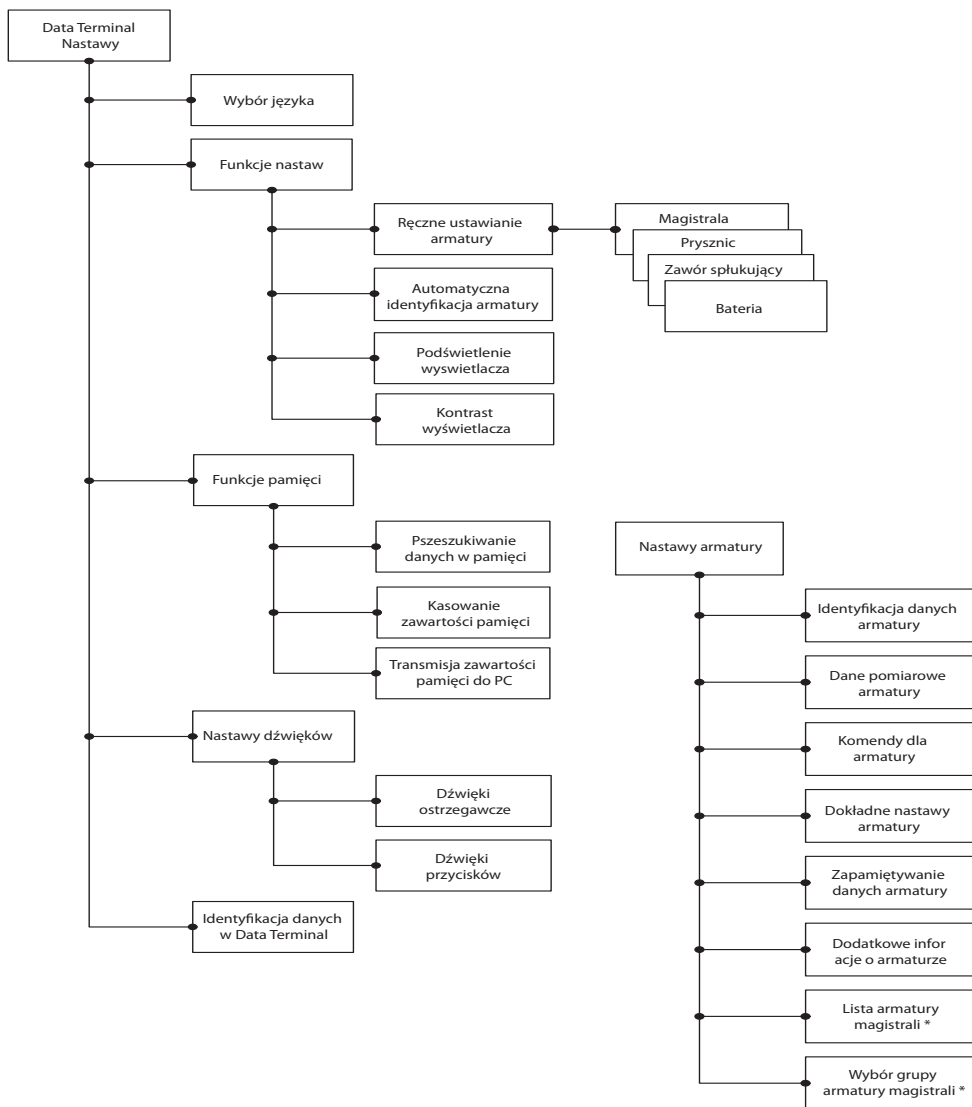 Data Terminal
Nastawy
Wybór języka
Funkcje nastaw
Ręczne ustawianie
armatury
Magistrala
Prysznic
Zawór spłukujący
Bateria
Automatyczna
identyfikacja armatury
Podświetlenie
wyswietlacza
Kontrast
wyświetlacza
Funkcje pamięci
Pszeszukiwanie
danych w pamięci
Kasowanie
zawartości pamięci
Transmisja zawartości
pamięci do PC
Nastawy dźwięków
Dźwięki
ostrzegawcze
Dźwięki
przycisków
Identyfikacja danych
w Data Terminal
Nastawy armatury
Identyfikacja danych
armatury
Dane pomiarowe
armatury
Komendy dla
armatury
Dokładne nastawy
armatury
Zapamiętywanie
danych armatury
Dodatkowe infor
acje o armaturze
Lista armatury
magistrali *
Wybór grupy
armatury magistrali *